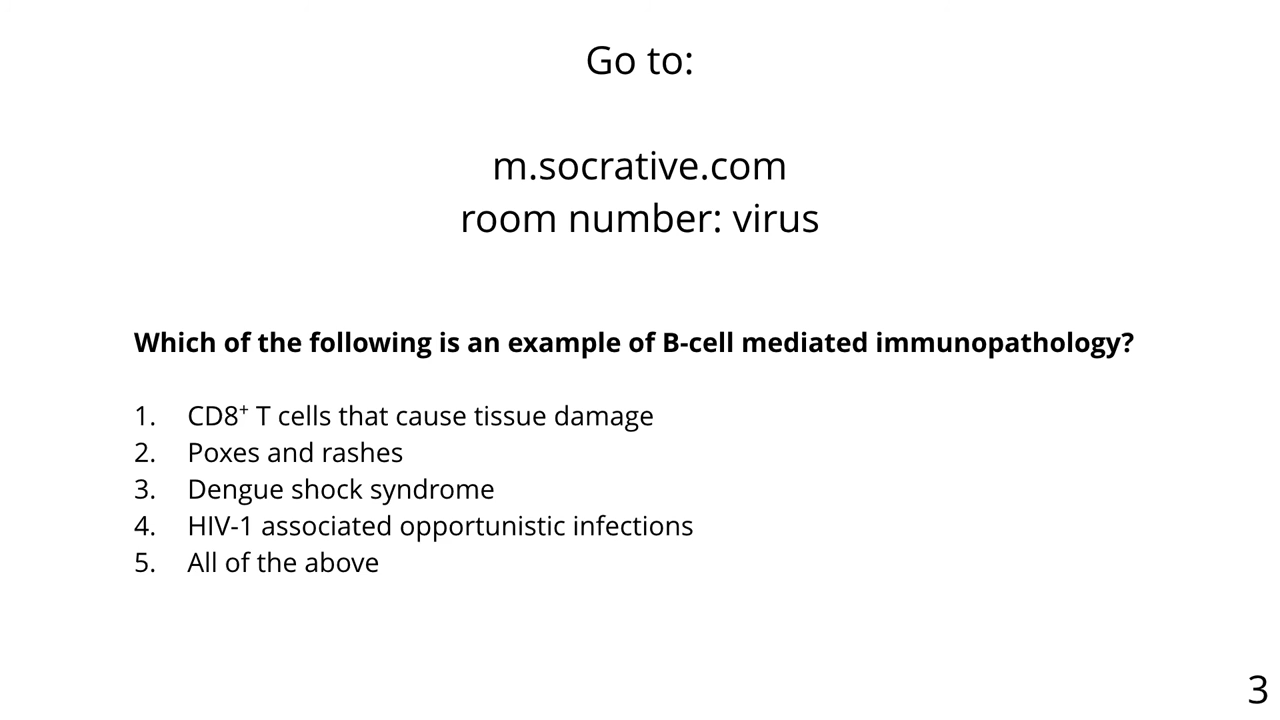 Go to:
m.socrative.com
room number: virus
Which of the following is an example of B-cell mediated immunopathology?
1. CD8⁺ T cells that cause tissue damage
2. Poxes and rashes
3. Dengue shock syndrome
4. HIV-1 associated opportunistic infections
5. All of the above
3